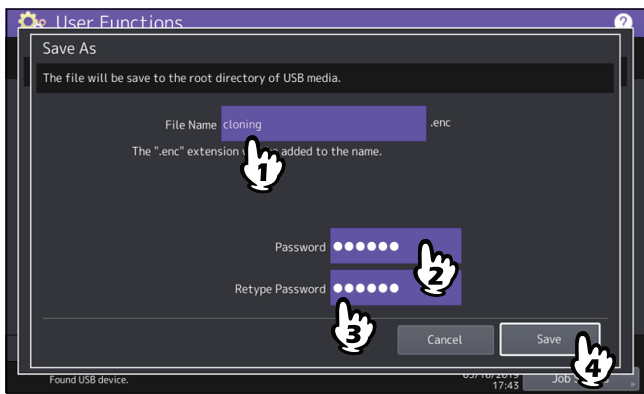 User Functions ?
Save As
The file will be save to the root directory of USB media.
File Name cloning .enc
The ".enc" extension be added to the name.
1
Password ●●●●●●
2
Retype Password ●●●●●●
3
Cancel Save
4
Found USB device.
17:43
Job